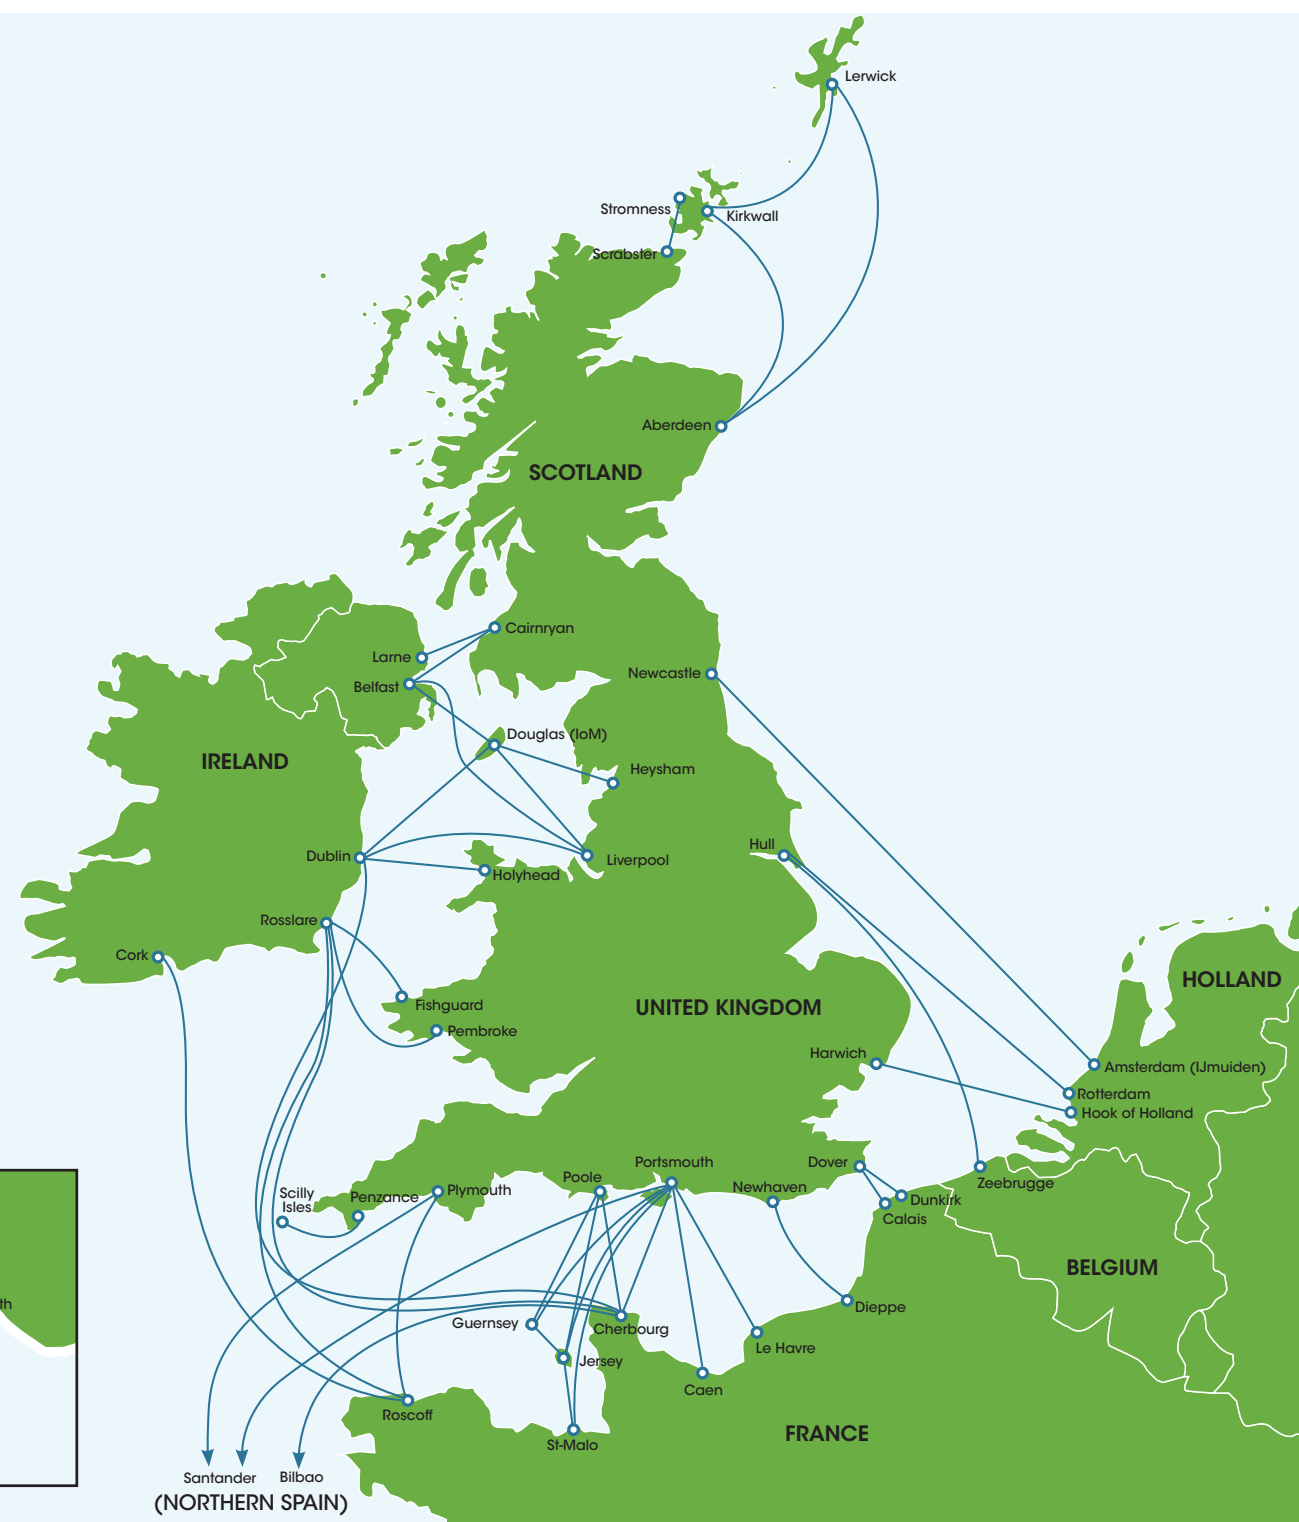 Lerwick
Stromness
Kirkwall
Scrabster
Aberdeen
SCOTLAND
Cairnryan
Larne
Belfast
Newcastle
Douglas (IoM)
IRELAND
Heysham
Hull
Dublin
Liverpool
Holyhead
Rosslare
Cork
HOLLAND
Fishguard
UNITED KINGDOM
Pembroke
Harwich
Amsterdam (IJmuiden)
Rotterdam
Hook of Holland
Portsmouth
Dover
Poole
Zeebrugge
Newhaven
Scilly
Isles
Penzance
Plymouth
Dunkirk
Calais
BELGIUM
th
Dieppe
Guernsey
Cherbourg
Le Havre
Jersey
Caen
Roscoff
FRANCE
St-Malo
Santander
Bilbao
(NORTHERN SPAIN)